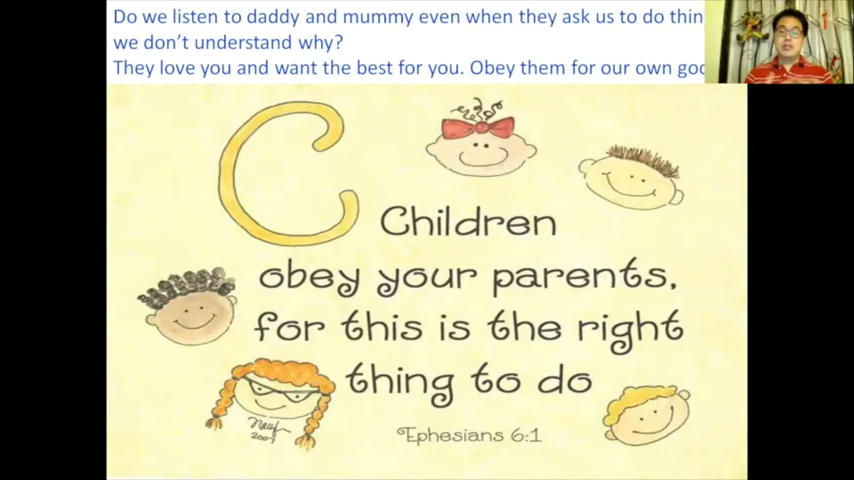 Do we listen to daddy and mummy even when they ask us to do
we don't understand why?
They love you and want the best for you. Obey them for our own
C
Children
obey your parents,
for this is the right
thing to do
Ephesians 6:1
2007